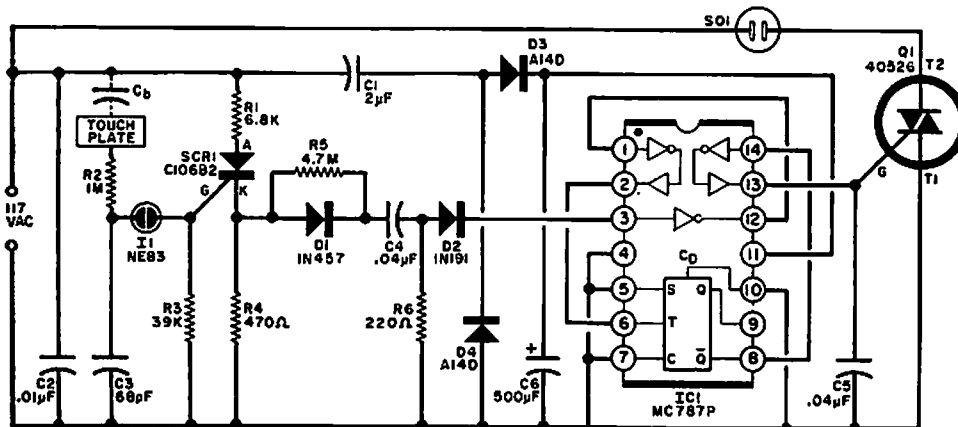 SO1
D3
A14D
Q1
40526
T2
C1
2µF
Cb
TOUCH
PLATE
R1
6.8K
A
SCR1
C106B2
G
K
R5
4.7M
R2
1M
117
VAC
I1
NE83
D1
1N457
C4
.04µF
D2
1N191
R3
39K
R4
470Ω
R6
220Ω
D4
A14D
C2
.01µF
C3
68pF
+
C6
500µF
1
2
3
4
5
6
7
14
13
12
11
10
9
8
CD
S
Q
T
C
Q̅
IC1
MC787P
G
T1
C5
.04µF